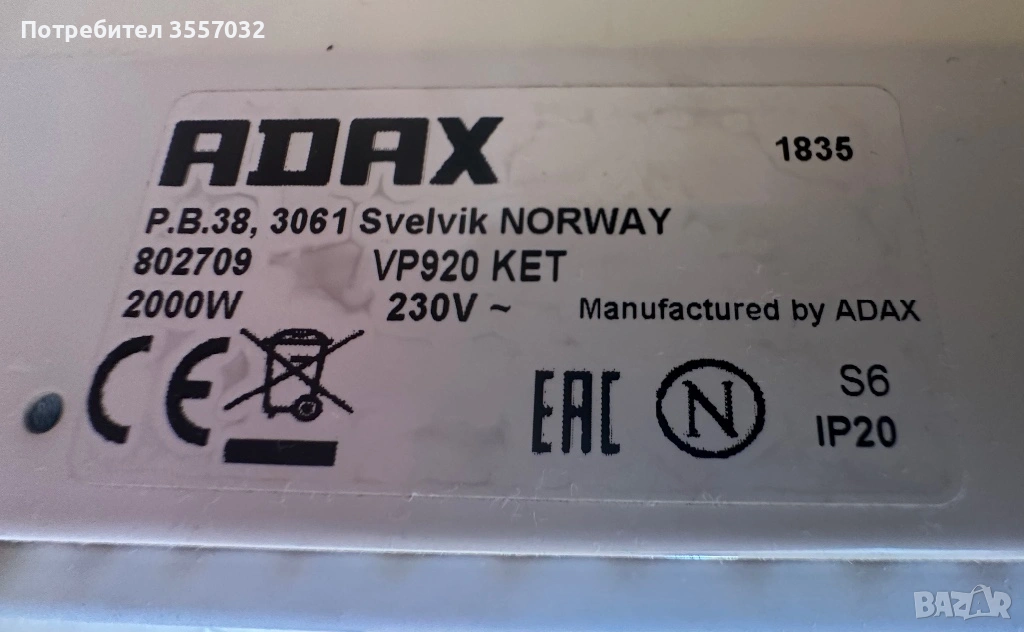 Потребител 3557032
ADAX 1835
P.B.38, 3061 Svelvik NORWAY
802709 VP920 KET
2000W 230V ~ Manufactured by ADAX
CE EAC N S6
IP20
BAZAR